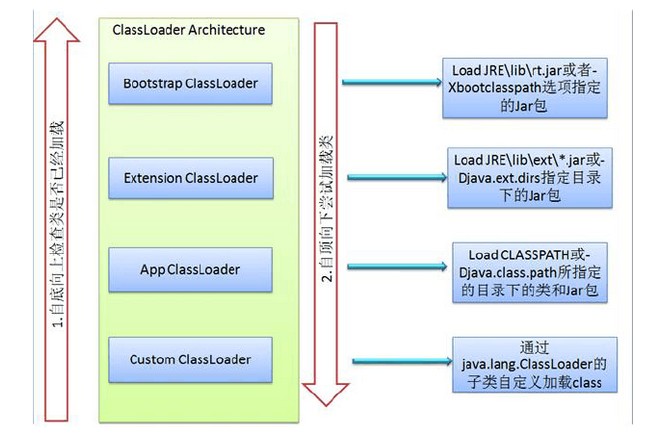 1.自底向上检查类是否已经加载
ClassLoader Architecture
Bootstrap ClassLoader
Extension ClassLoader
App ClassLoader
Custom ClassLoader
2.自顶向下尝试加载类
Load JRE\lib\rt.jar或者-
Xbootclasspath选项指定
的Jar包
Load JRE\lib\ext\*.jar或-
Djava.ext.dirs指定目录
下的Jar包
Load CLASSPATH或-
Djava.class.path所指定
的目录下的类和Jar包
通过
java.lang.ClassLoader的
子类自定义加载class